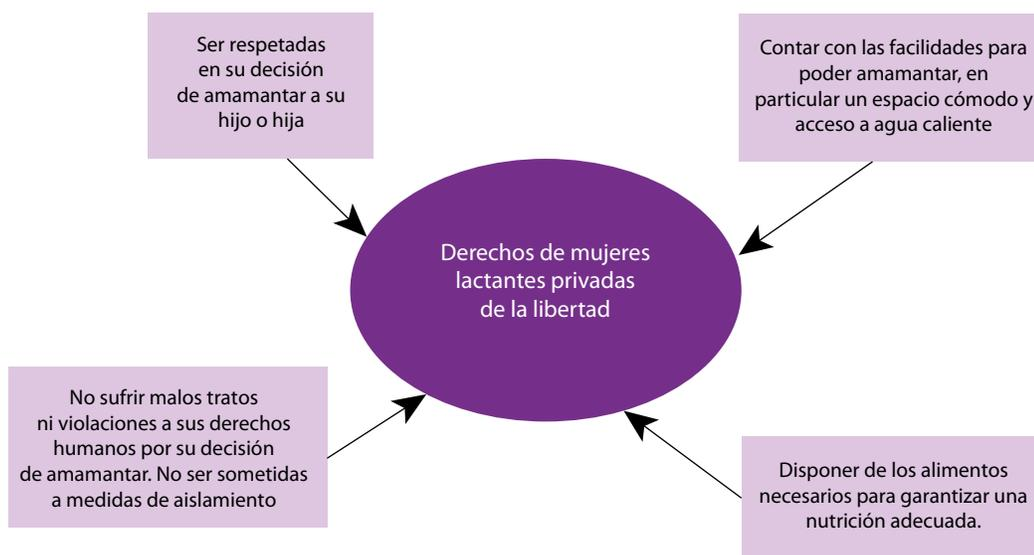 Ser respetadas
en su decisión
de amamantar a su
hijo o hija
Contar con las facilidades para
poder amamantar, en
particular un espacio cómodo y
acceso a agua caliente
Derechos de mujeres
lactantes privadas
de la libertad
No sufrir malos tratos
ni violaciones a sus derechos
humanos por su decisión
de amamantar. No ser sometidas
a medidas de aislamiento
Disponer de los alimentos
necesarios para garantizar una
nutrición adecuada.